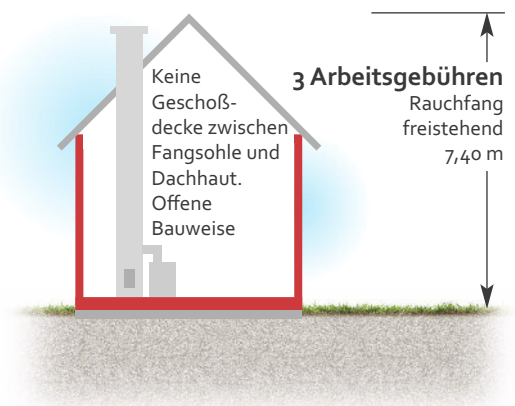 Keine
Geschoß-
decke zwischen
Fangsohle und
Dachhaut.
Offene
Bauweise
3 Arbeitsgebühren
Rauchfang
freistehend
7,40 m